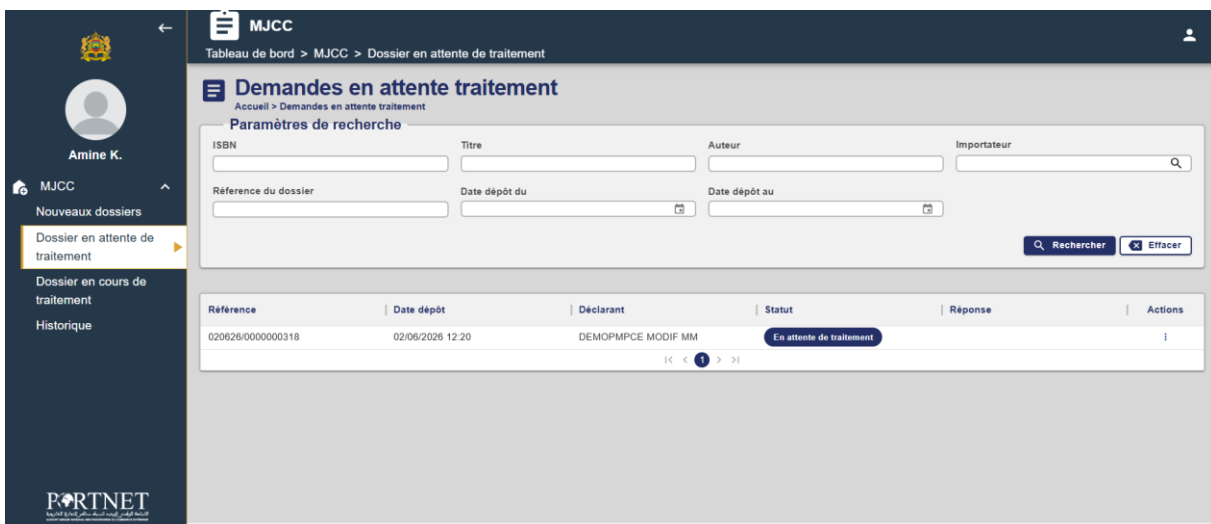 MJCC
Tableau de bord > MJCC > Dossier en attente de traitement
Amine K.
MJCC
Nouveaux dossiers
Dossier en attente de
traitement
Dossier en cours de
traitement
Historique
PORTNET
Demandes en attente traitement
Accueil > Demandes en attente traitement
Paramètres de recherche
ISBN
Titre
Auteur
Importateur
Réference du dossier
Date dépôt du
Date dépôt au
Rechercher
Effacer
Référence
Date dépôt
Déclarant
Statut
Réponse
Actions
020626/0000000318
02/06/2026 12:20
DEMOPMPCE MODIF MM
En attente de traitement
1